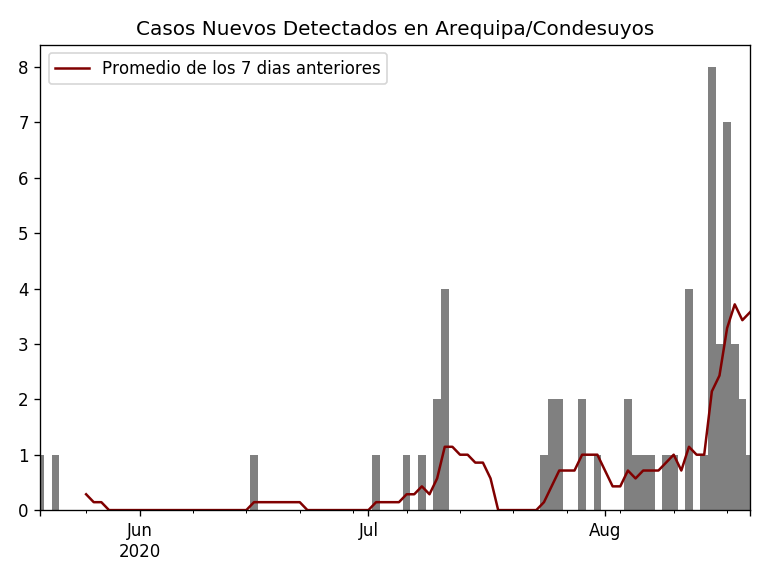 Casos Nuevos Detectados en Arequipa/Condesuyos
Promedio de los 7 dias anteriores
8
7
6
5
4
3
2
1
0
Jun
2020
Jul
Aug